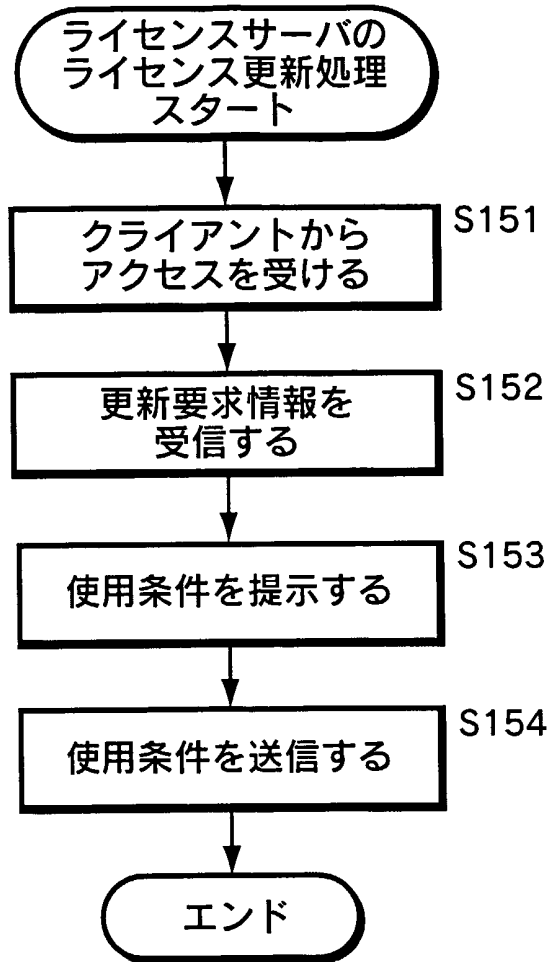 ライセンスサーバの
ライセンス更新処理
スタート
S151
クライアントから
アクセスを受ける
S152
更新要求情報を
受信する
S153
使用条件を提示する
S154
使用条件を送信する
エンド